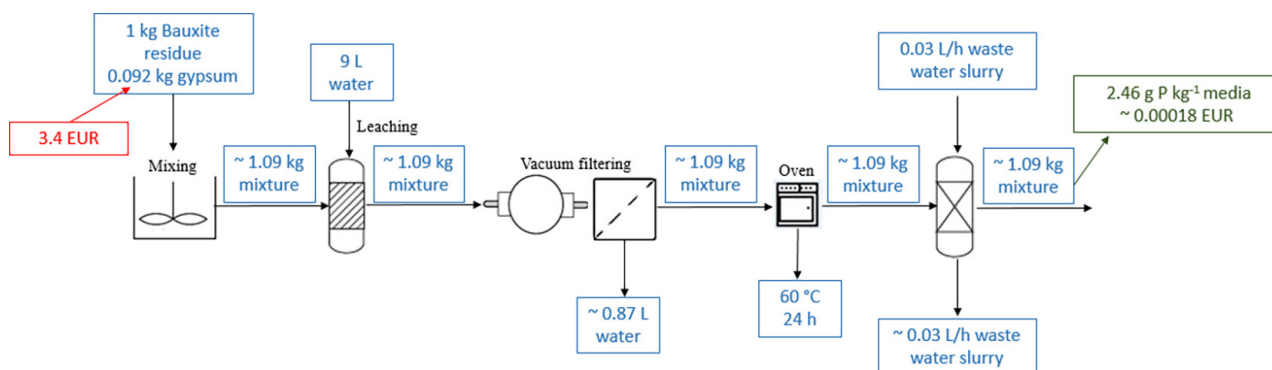 1 kg Bauxite
residue
0.092 kg gypsum
3.4 EUR
Mixing
~ 1.09 kg
mixture
9 L
water
Leaching
~ 1.09 kg
mixture
Vacuum filtering
~ 0.87 L
water
~ 1.09 kg
mixture
Oven
60 °C
24 h
~ 1.09 kg
mixture
0.03 L/h waste
water slurry
~ 1.09 kg
mixture
~ 0.03 L/h waste
water slurry
2.46 g P kg⁻¹ media
~ 0.00018 EUR